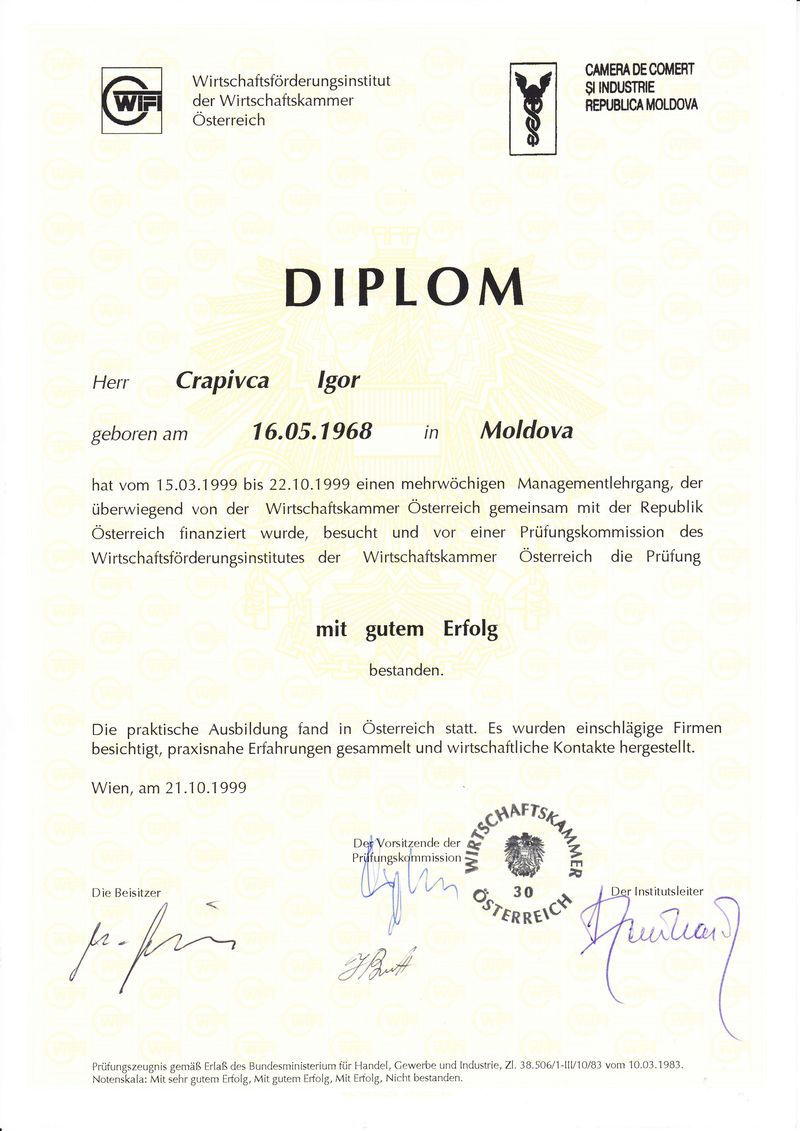 WIFI
Wirtschaftsförderungsinstitut
der Wirtschaftskammer
Österreich
CAMERA DE COMERT
ȘI INDUSTRIE
REPUBLICA MOLDOVA
DIPLOM
Herr Crapivca Igor
geboren am 16.05.1968 in Moldova
hat vom 15.03.1999 bis 22.10.1999 einen mehrwöchigen Managementlehrgang, der
überwiegend von der Wirtschaftskammer Österreich gemeinsam mit der Republik
Österreich finanziert wurde, besucht und vor einer Prüfungskommission des
Wirtschaftsförderungsinstitutes der Wirtschaftskammer Österreich die Prüfung
mit gutem Erfolg
bestanden.
Die praktische Ausbildung fand in Österreich statt. Es wurden einschlägige Firmen
besichtigt, praxisnahe Erfahrungen gesammelt und wirtschaftliche Kontakte hergestellt.
Wien, am 21.10.1999
Der Vorsitzende der
Prüfungskommission
WIRTSCHAFTSKAMMER
30
ÖSTERREICH
Die Beisitzer
Der Institutsleiter
Prüfungszeugnis gemäß Erlaß des Bundesministerium für Handel, Gewerbe und Industrie, Zl. 38.506/1-III/10/83 vom 10.03.1983.
Notenskala: Mit sehr gutem Erfolg, Mit gutem Erfolg, Mit Erfolg, Nicht bestanden.